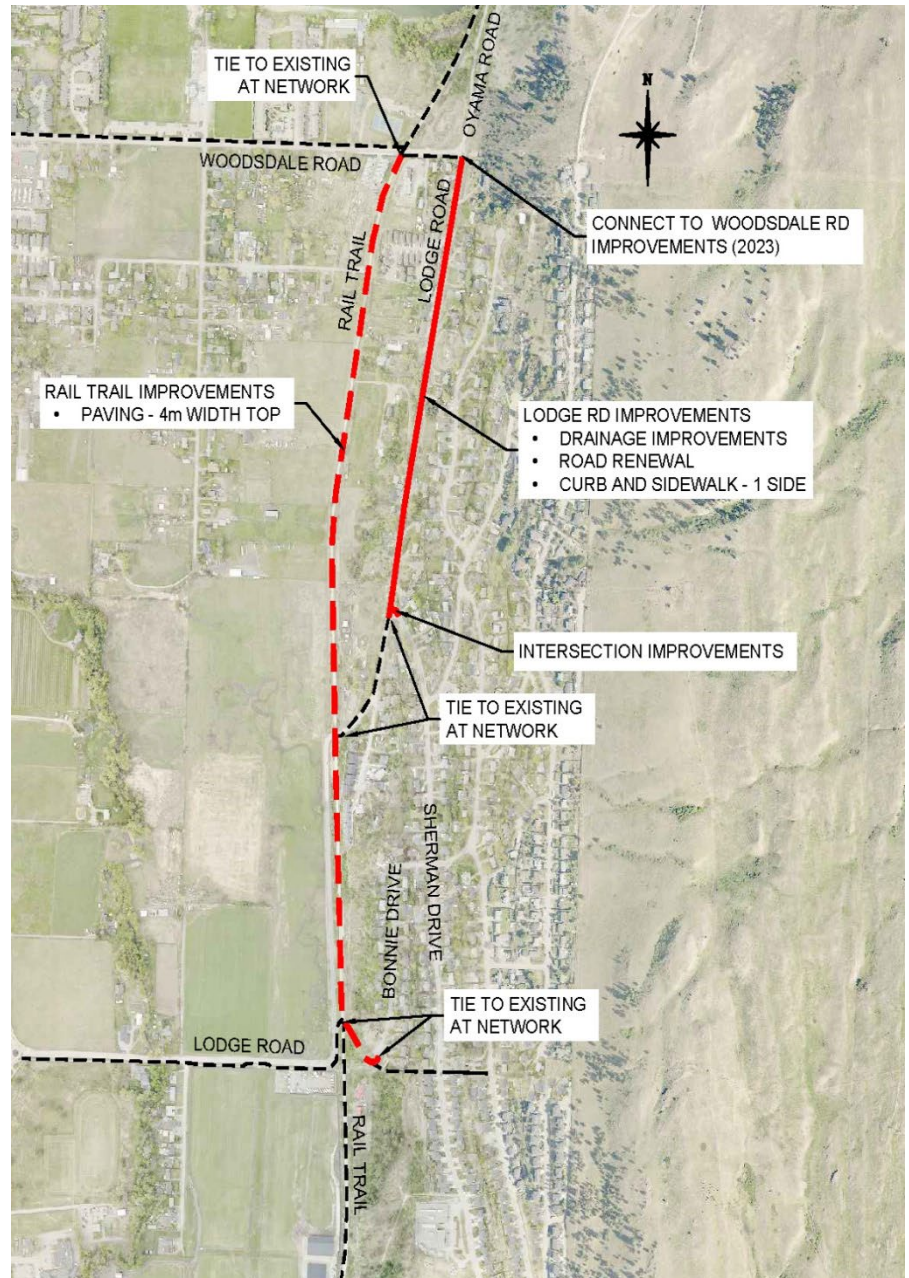 TIE TO EXISTING
AT NETWORK
OYAMA ROAD
N
WOODSDALE ROAD
CONNECT TO WOODSDALE RD
IMPROVEMENTS (2023)
RAIL TRAIL
LODGE ROAD
RAIL TRAIL IMPROVEMENTS
• PAVING - 4m WIDTH TOP
LODGE RD IMPROVEMENTS
• DRAINAGE IMPROVEMENTS
• ROAD RENEWAL
• CURB AND SIDEWALK - 1 SIDE
INTERSECTION IMPROVEMENTS
TIE TO EXISTING
AT NETWORK
SHERMAN DRIVE
BONNIE DRIVE
TIE TO EXISTING
AT NETWORK
LODGE ROAD
RAIL TRAIL